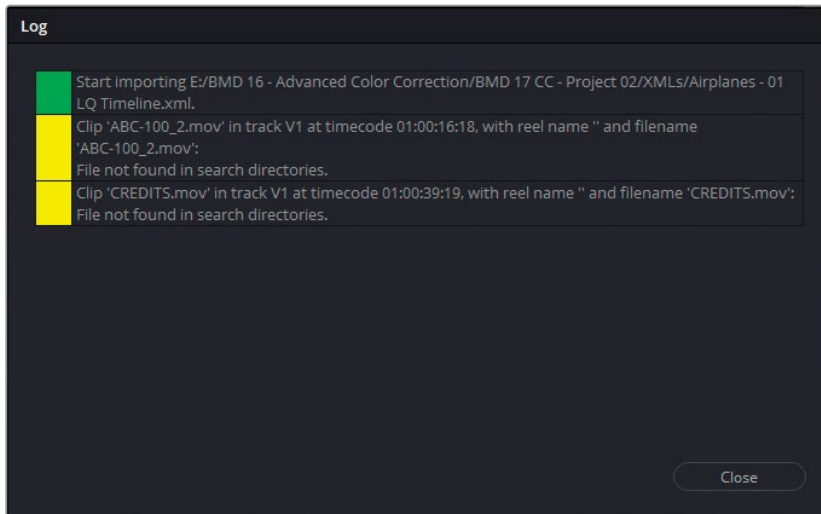 Log
Start importing E:/BMD 16 - Advanced Color Correction/BMD 17 CC - Project 02/XMLs/Airplanes - 01
LQ Timeline.xml.
Clip 'ABC-100_2.mov' in track V1 at timecode 01:00:16:18, with reel name '' and filename
'ABC-100_2.mov':
File not found in search directories.
Clip 'CREDITS.mov' in track V1 at timecode 01:00:39:19, with reel name '' and filename 'CREDITS.mov':
File not found in search directories.
Close